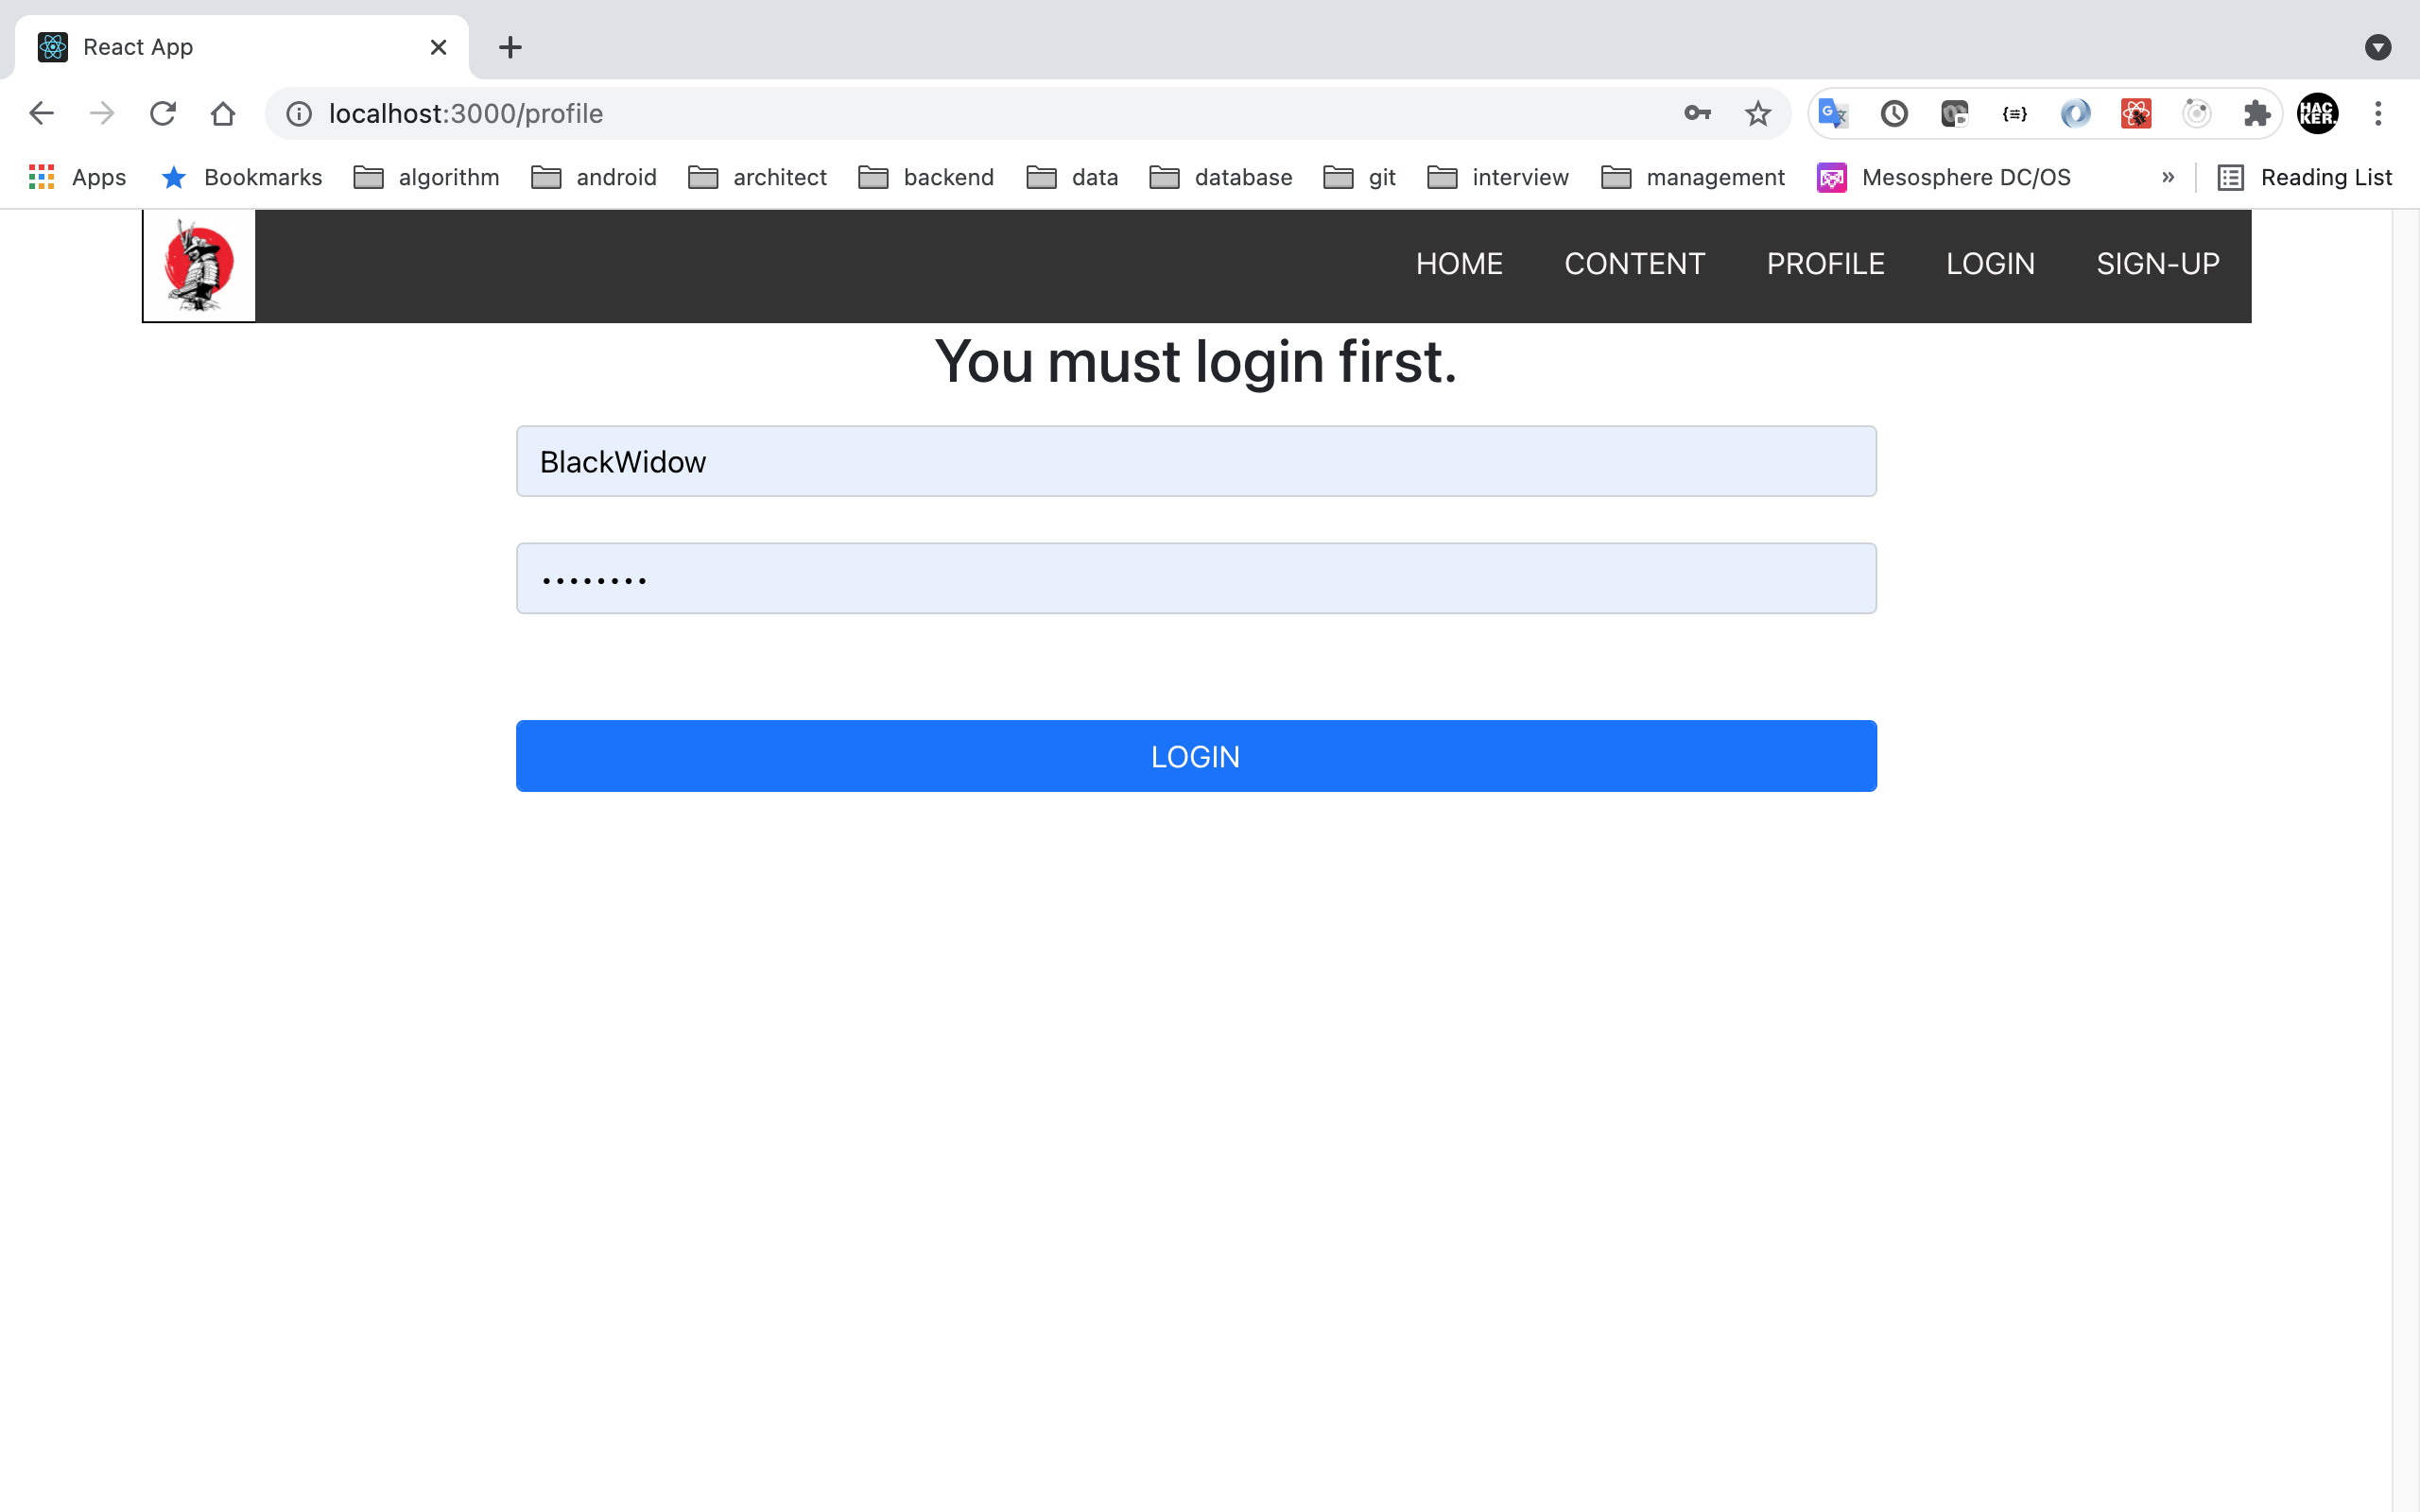 React App
localhost:3000/profile
HACKER.
Apps Bookmarks algorithm android architect backend data database git interview management Mesosphere DC/OS » Reading List
HOME CONTENT PROFILE LOGIN SIGN-UP
You must login first.
BlackWidow
••••••••
LOGIN